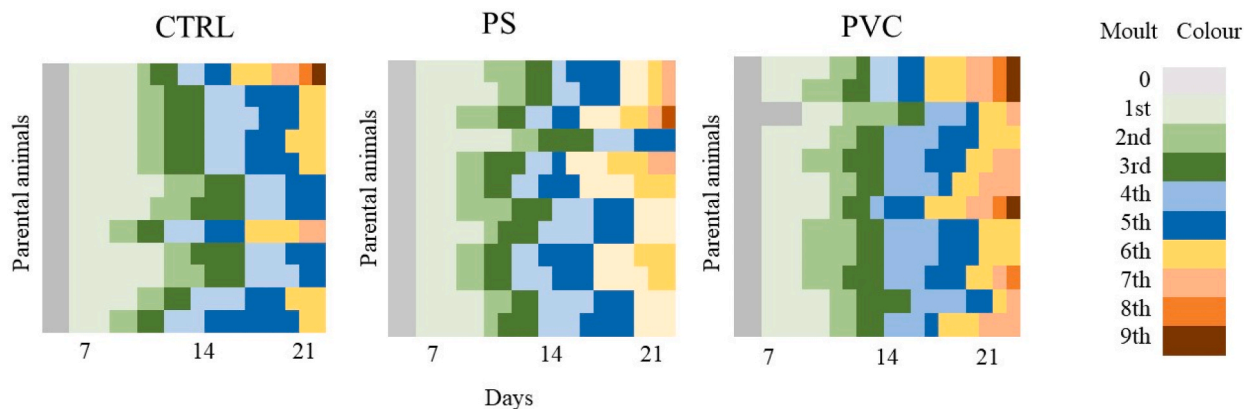 CTRL
PS
PVC
Moult Colour
0
1st
2nd
3rd
4th
5th
6th
7th
8th
9th
Parental animals
Parental animals
Parental animals
7 14 21
7 14 21
7 14 21
Days